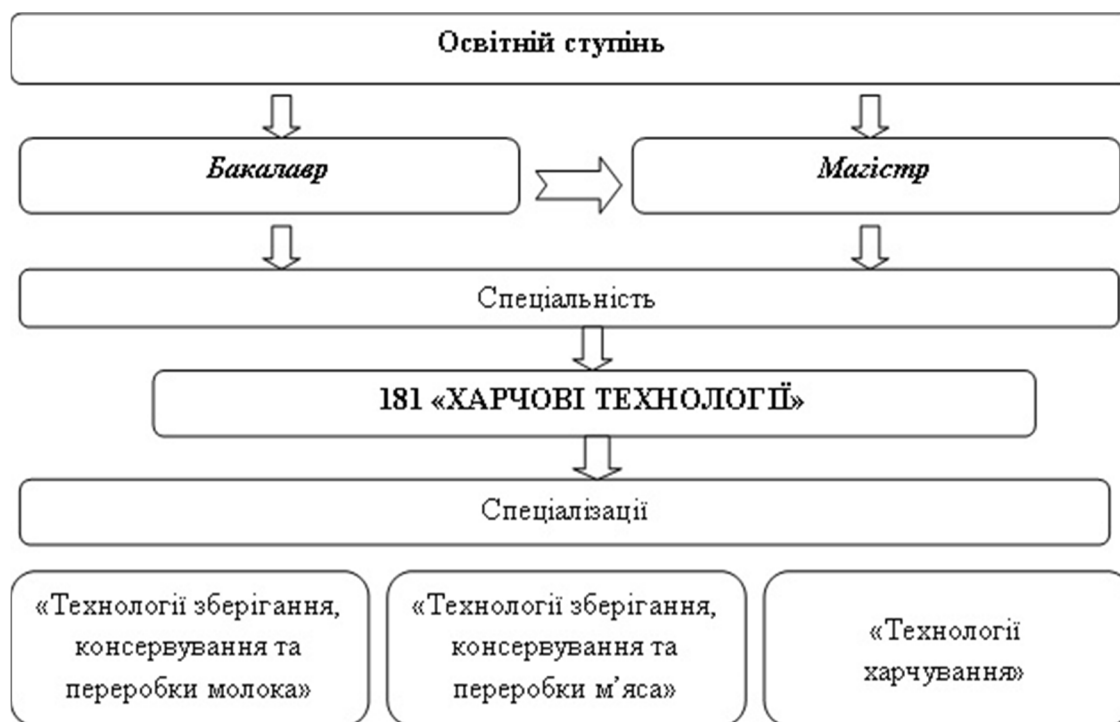 Освітній ступінь
Бакалавр
Магістр
Спеціальність
181 «ХАРЧОВІ ТЕХНОЛОГІЇ»
Спеціалізації
«Технології зберігання,
консервування та
переробки молока»
«Технології зберігання,
консервування та
переробки м’яса»
«Технології
харчування»